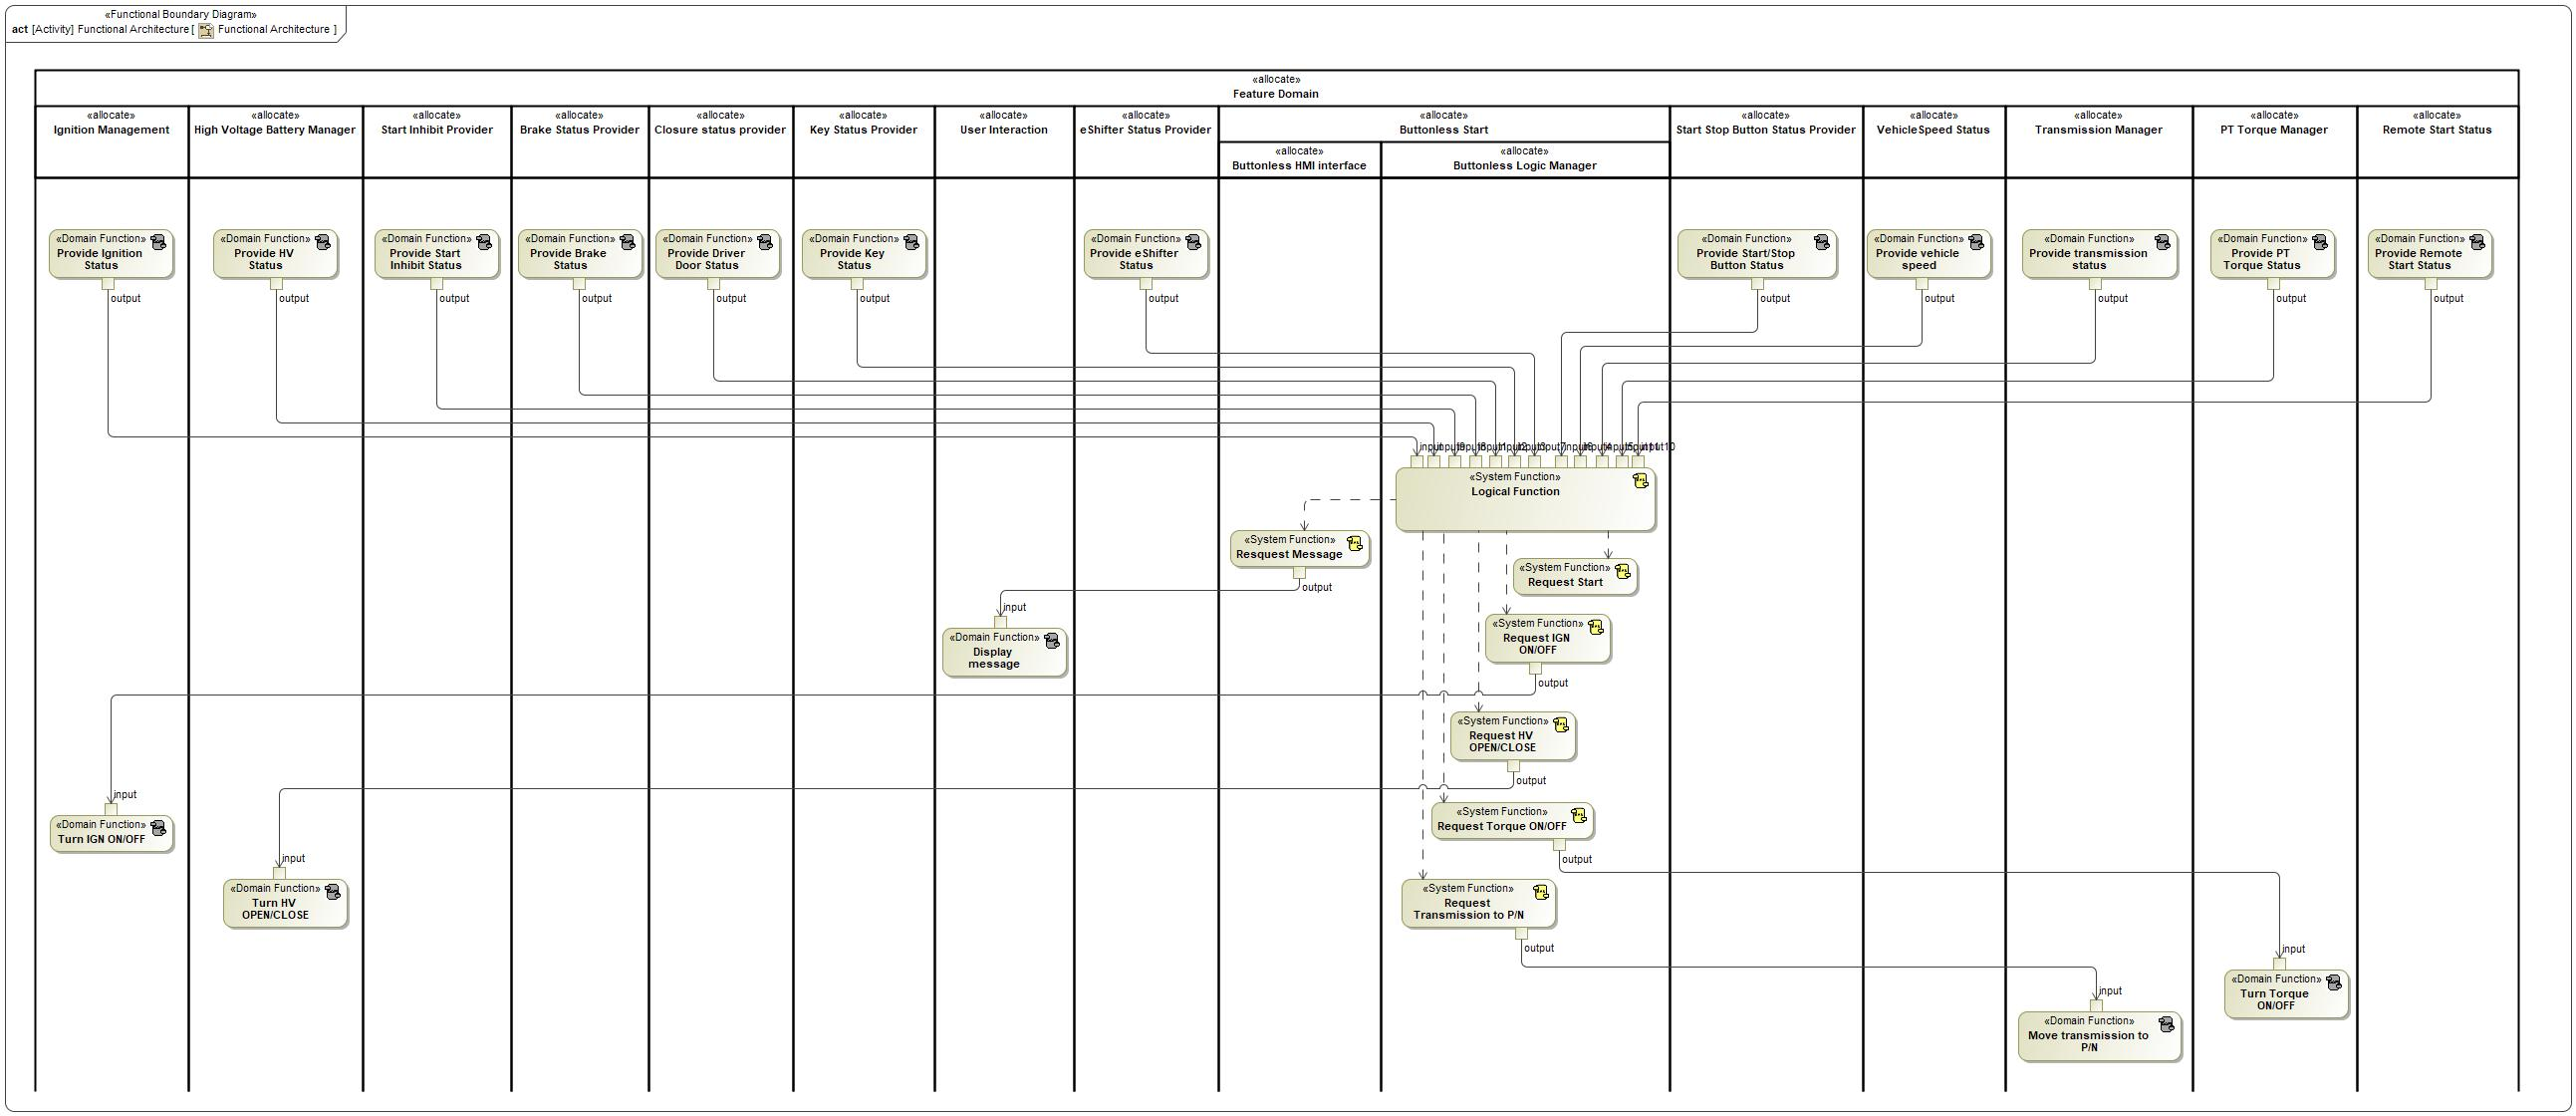 «Functional Boundary Diagram»
act [Activity] Functional Architecture [ Functional Architecture ]
«allocate»
Feature Domain
«allocate»
Ignition Management
«allocate»
High Voltage Battery Manager
«allocate»
Start Inhibit Provider
«allocate»
Brake Status Provider
«allocate»
Closure status provider
«allocate»
Key Status Provider
«allocate»
User Interaction
«allocate»
eShifter Status Provider
«allocate»
Buttonless Start
«allocate»
Buttonless HMI interface
«allocate»
Buttonless Logic Manager
«allocate»
Start Stop Button Status Provider
«allocate»
VehicleSpeed Status
«allocate»
Transmission Manager
«allocate»
PT Torque Manager
«allocate»
Remote Start Status
«Domain Function»
Provide Ignition
Status
output
«Domain Function»
Provide HV
Status
output
«Domain Function»
Provide Start
Inhibit Status
output
«Domain Function»
Provide Brake
Status
output
«Domain Function»
Provide Driver
Door Status
output
«Domain Function»
Provide Key
Status
output
«Domain Function»
Provide eShifter
Status
output
«Domain Function»
Provide Start/Stop
Button Status
output
«Domain Function»
Provide vehicle
speed
output
«Domain Function»
Provide transmission
status
output
«Domain Function»
Provide PT
Torque Status
output
«Domain Function»
Provide Remote
Start Status
output
«System Function»
Logical Function
«System Function»
Resquest Message
output
«System Function»
Request Start
input
«Domain Function»
Display
message
«System Function»
Request IGN
ON/OFF
output
«System Function»
Request HV
OPEN/CLOSE
output
input
«Domain Function»
Turn IGN ON/OFF
«System Function»
Request Torque ON/OFF
output
input
«Domain Function»
Turn HV
OPEN/CLOSE
«System Function»
Request
Transmission to P/N
output
input
«Domain Function»
Turn Torque
ON/OFF
input
«Domain Function»
Move transmission to
P/N